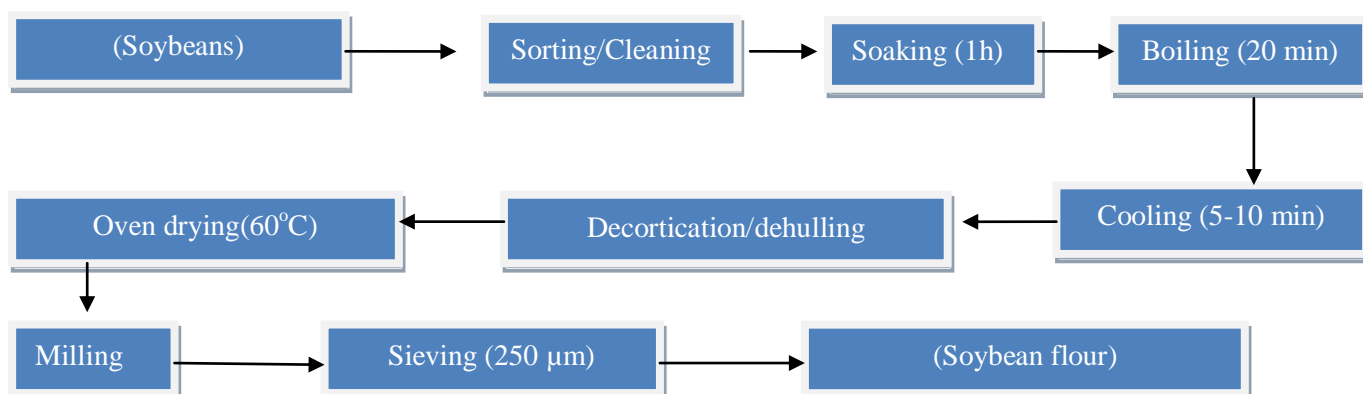 (Soybeans)
Sorting/Cleaning
Soaking (1h)
Boiling (20 min)
Cooling (5-10 min)
Decortication/dehulling
Oven drying(60°C)
Milling
Sieving (250 µm)
(Soybean flour)